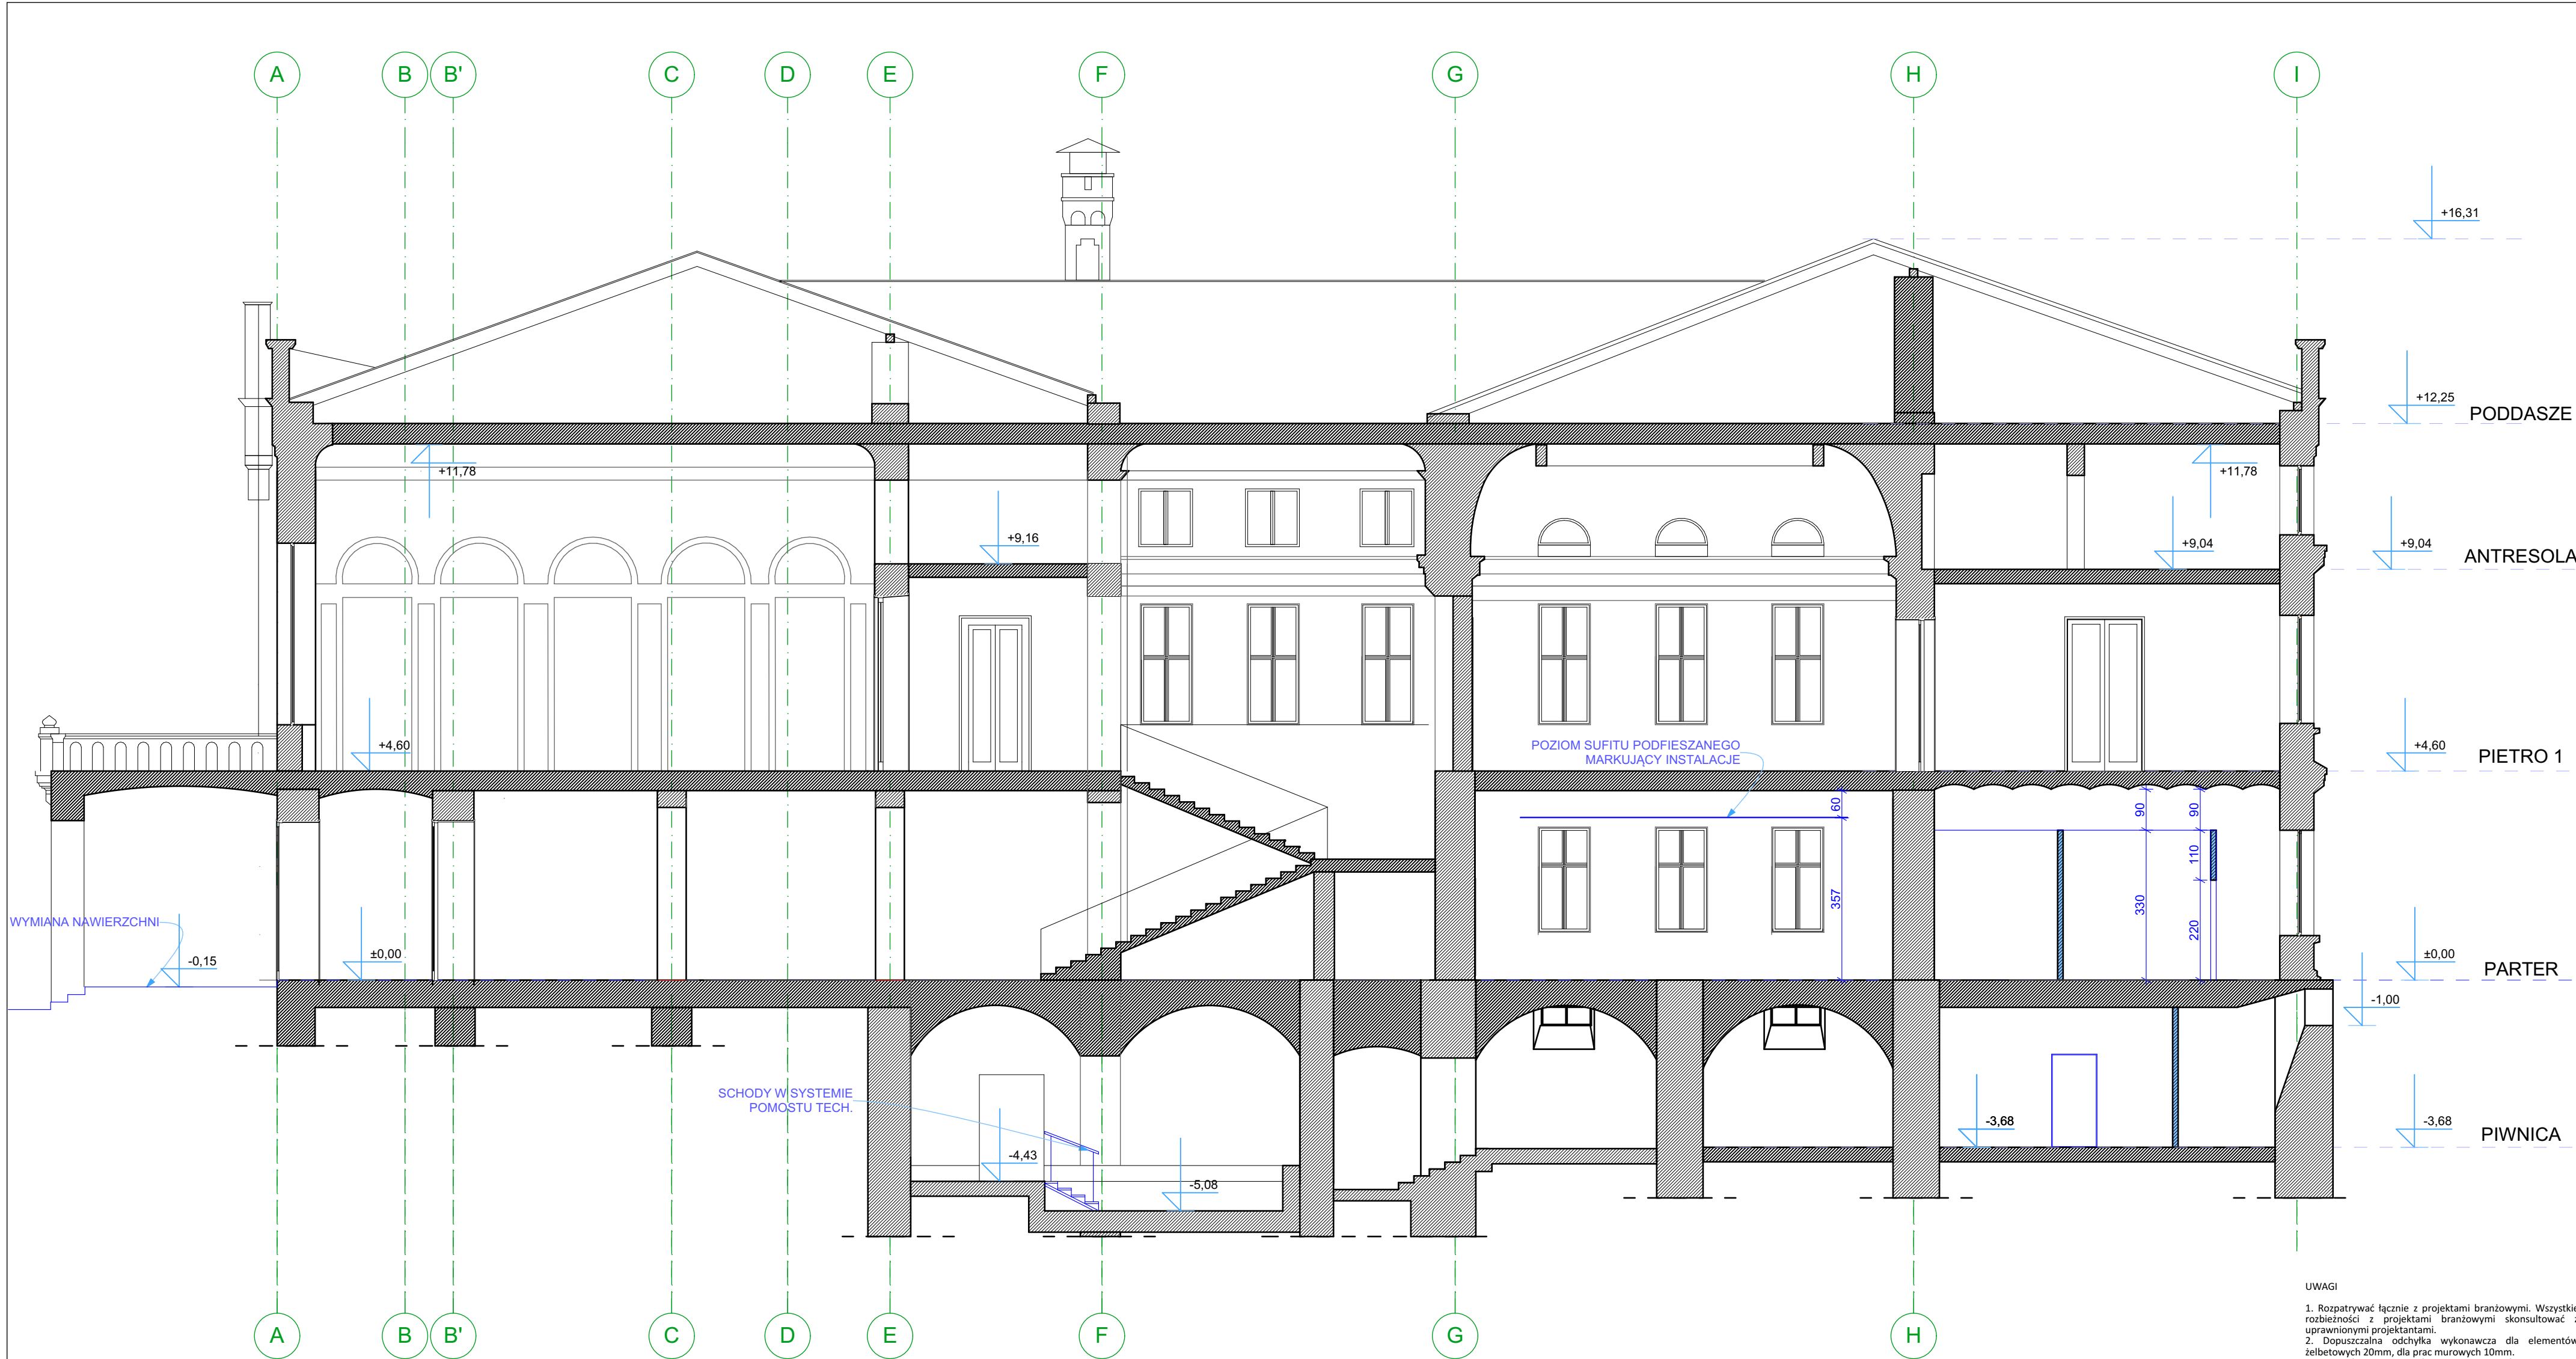 A B B' C D E F G H I
+16,31
+12,25 PODDASZE
+11,78 +11,78
+9,16
+9,04 +9,04 ANTRESOLA
POZIOM SUFITU PODFIESZANEGO
MARKUJĄCY INSTALACJE
+4,60 +4,60 PIETRO 1
60 90 90
110
357 330 220
WYMIANA NAWIERZCHNI
-0,15 ±0,00 ±0,00 PARTER
-1,00
SCHODY W SYSTEMIE
POMOSTU TECH.
-3,68 -3,68 PIWNICA
-4,43
-5,08
UWAGI
1. Rozpatrywać łącznie z projektami branżowymi. Wszystkie
rozbieżności z projektami branżowymi skonsultować z
uprawnionymi projektantami.
2. Dopuszczalna odchyłka wykonawcza dla elementów
żelbetowych 20mm, dla prac murowych 10mm.
A B B' C D E F G H